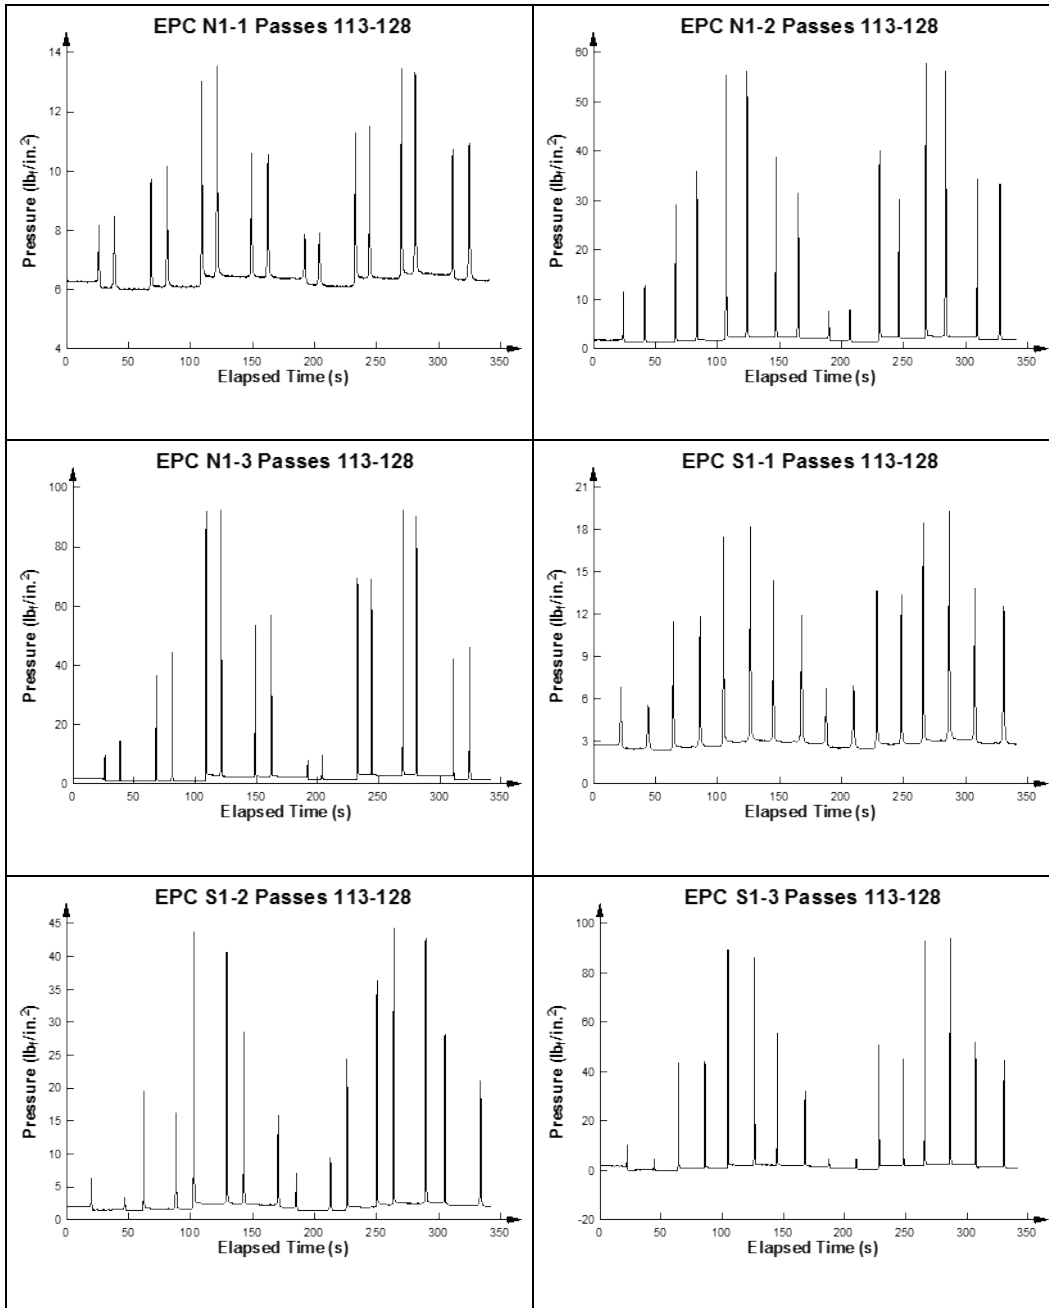 EPC N1-1 Passes 113-128
14
12
10
8
6
4
Pressure (lbf/in.²)
0 50 100 150 200 250 300 350
Elapsed Time (s)
EPC N1-2 Passes 113-128
60
50
40
30
20
10
0
Pressure (lbf/in.²)
0 50 100 150 200 250 300 350
Elapsed Time (s)
EPC N1-3 Passes 113-128
100
80
60
40
20
0
Pressure (lbf/in.²)
0 50 100 150 200 250 300 350
Elapsed Time (s)
EPC S1-1 Passes 113-128
21
18
15
12
9
6
3
0
Pressure (lbf/in.²)
0 50 100 150 200 250 300 350
Elapsed Time (s)
EPC S1-2 Passes 113-128
45
40
35
30
25
20
15
10
5
0
Pressure (lbf/in.²)
0 50 100 150 200 250 300 350
Elapsed Time (s)
EPC S1-3 Passes 113-128
100
80
60
40
20
0
-20
Pressure (lbf/in.²)
0 50 100 150 200 250 300 350
Elapsed Time (s)